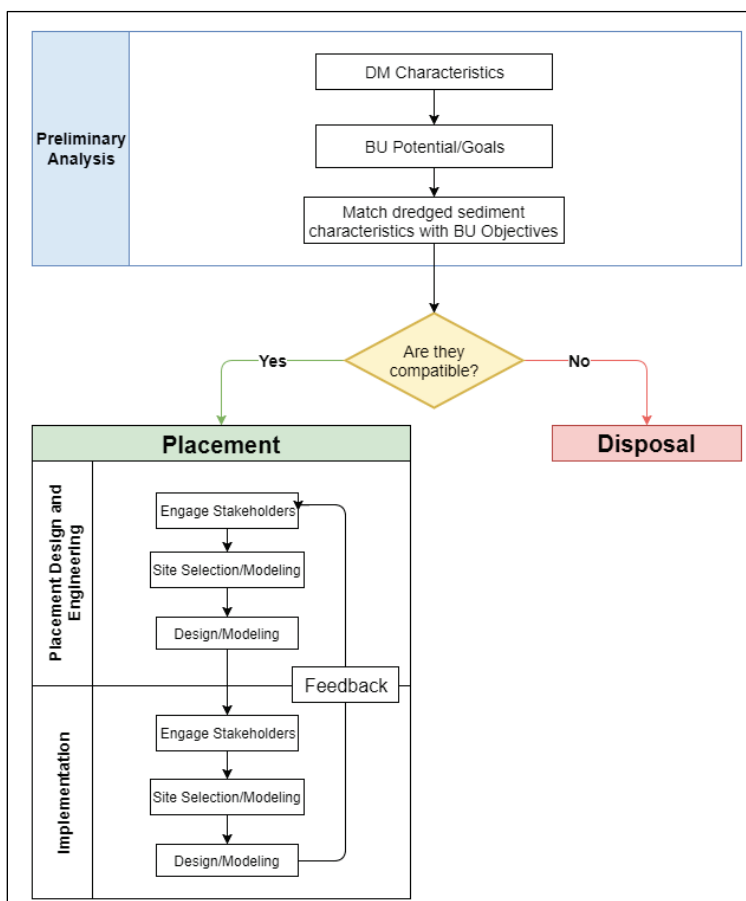 DM Characteristics
Preliminary
Analysis
BU Potential/Goals
Match dredged sediment
characteristics with BU Objectives
Are they
compatible?
Yes
No
Placement
Disposal
Placement Design and
Engineering
Engage Stakeholders
Site Selection/Modeling
Design/Modeling
Feedback
Implementation
Engage Stakeholders
Site Selection/Modeling
Design/Modeling